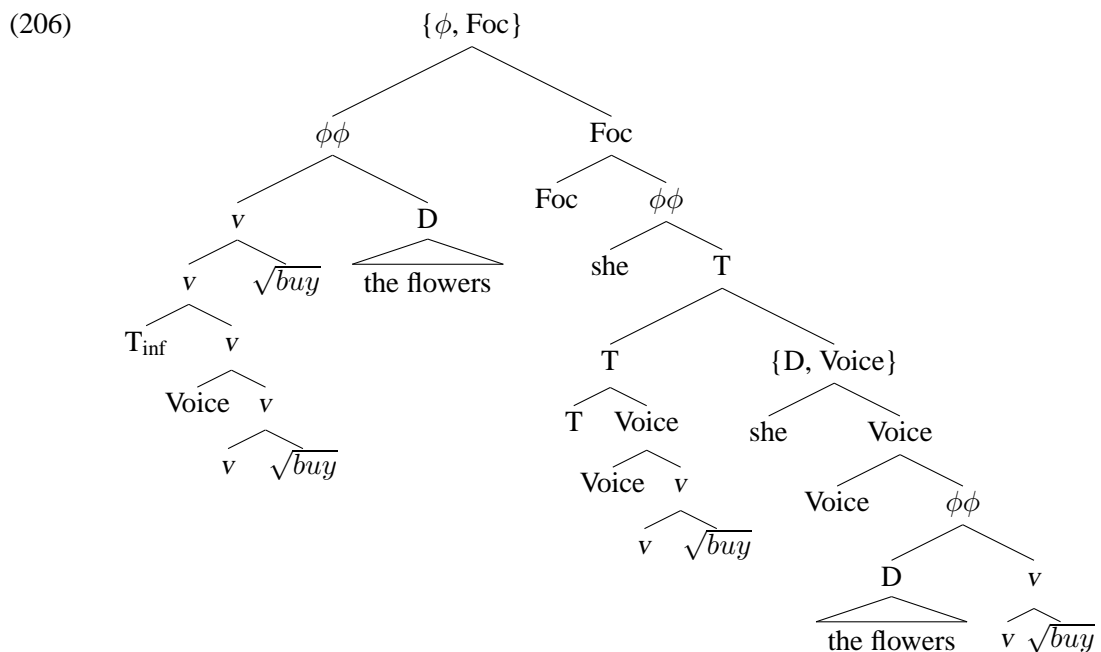 (206)
{ϕ, Foc}
ϕϕ Foc
v D Foc ϕϕ
v √buy the flowers she T
T_inf v T {D, Voice}
Voice v T Voice she Voice
v √buy Voice v Voice ϕϕ
v √buy D v
the flowers v √buy